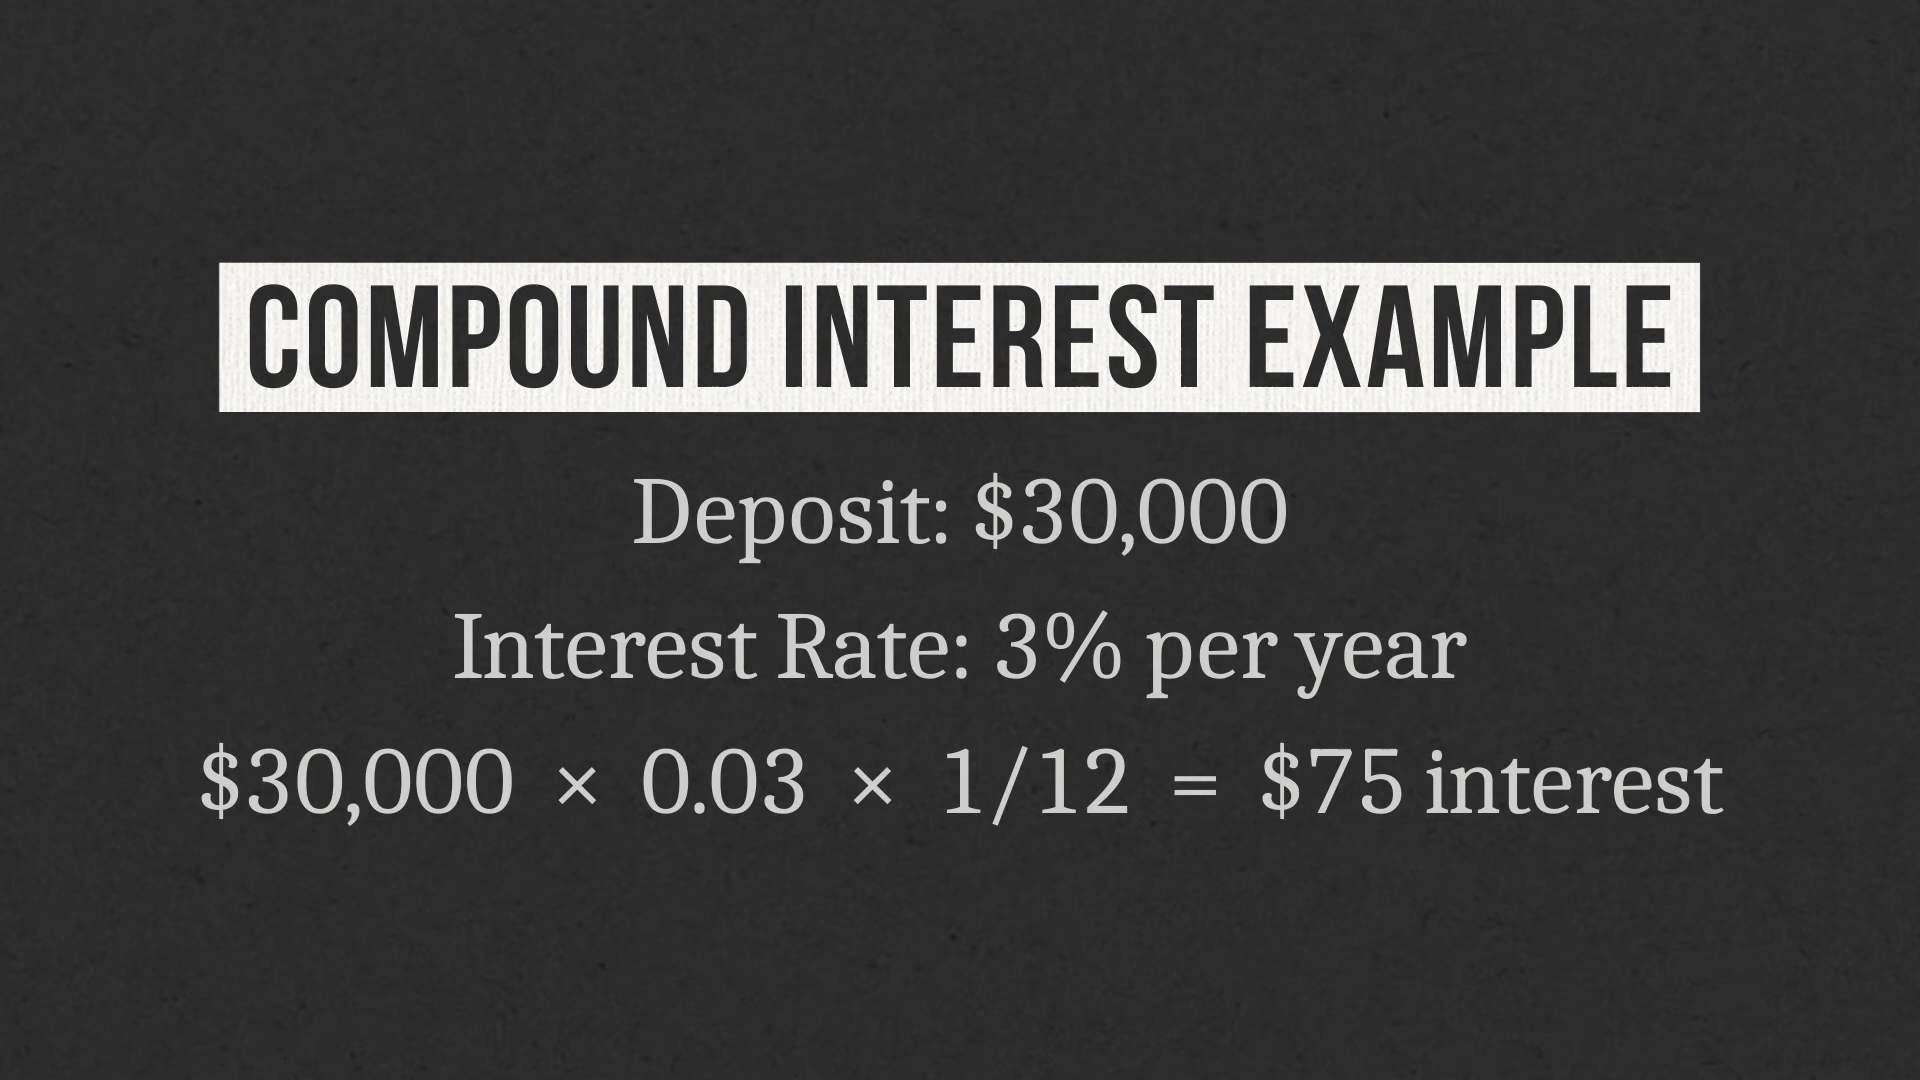 COMPOUND INTEREST EXAMPLE
Deposit: $30,000
Interest Rate: 3% per year
$30,000 × 0.03 × 1/12 = $75 interest